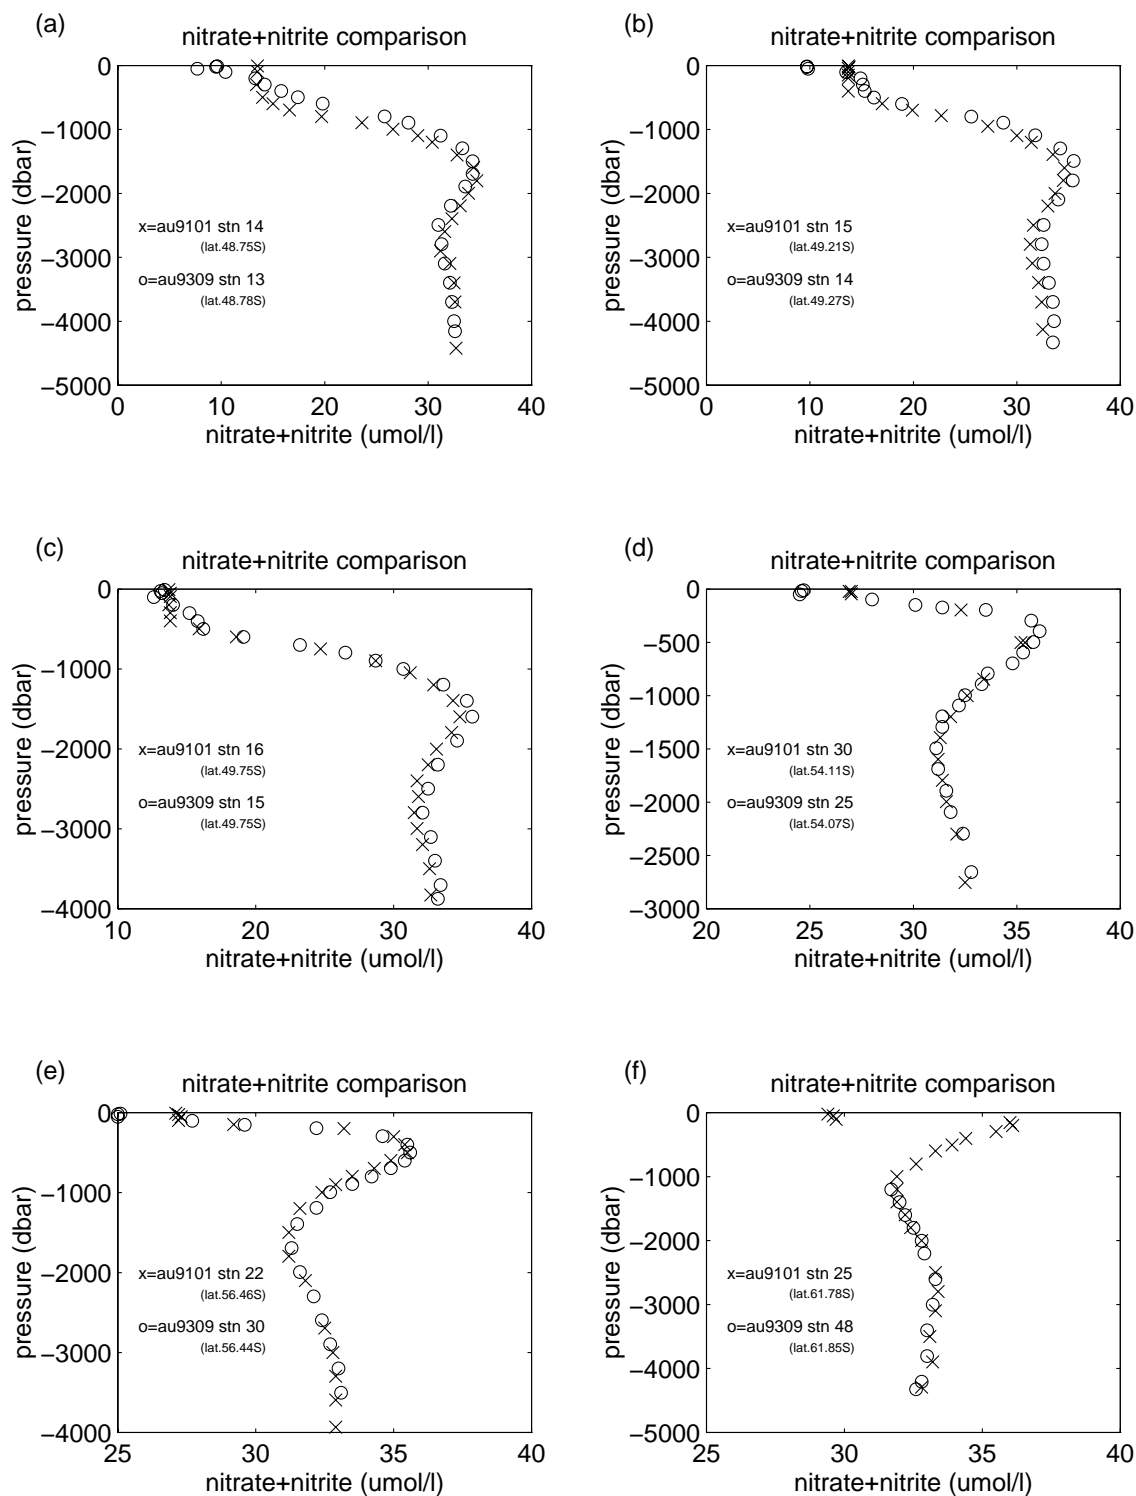 (a)
nitrate+nitrite comparison
0
−1000
−2000
−3000
−4000
−5000
pressure (dbar)
x=au9101 stn 14
(lat.48.75S)
o=au9309 stn 13
(lat.48.78S)
0 10 20 30 40
nitrate+nitrite (umol/l)
(b)
nitrate+nitrite comparison
0
−1000
−2000
−3000
−4000
−5000
pressure (dbar)
x=au9101 stn 15
(lat.49.21S)
o=au9309 stn 14
(lat.49.27S)
0 10 20 30 40
nitrate+nitrite (umol/l)
(c)
nitrate+nitrite comparison
0
−1000
−2000
−3000
−4000
pressure (dbar)
x=au9101 stn 16
(lat.49.75S)
o=au9309 stn 15
(lat.49.75S)
10 20 30 40
nitrate+nitrite (umol/l)
(d)
nitrate+nitrite comparison
0
−500
−1000
−1500
−2000
−2500
−3000
pressure (dbar)
x=au9101 stn 30
(lat.54.11S)
o=au9309 stn 25
(lat.54.07S)
20 25 30 35 40
nitrate+nitrite (umol/l)
(e)
nitrate+nitrite comparison
0
−1000
−2000
−3000
−4000
pressure (dbar)
x=au9101 stn 22
(lat.56.46S)
o=au9309 stn 30
(lat.56.44S)
25 30 35 40
nitrate+nitrite (umol/l)
(f)
nitrate+nitrite comparison
0
−1000
−2000
−3000
−4000
−5000
pressure (dbar)
x=au9101 stn 25
(lat.61.78S)
o=au9309 stn 48
(lat.61.85S)
25 30 35 40
nitrate+nitrite (umol/l)